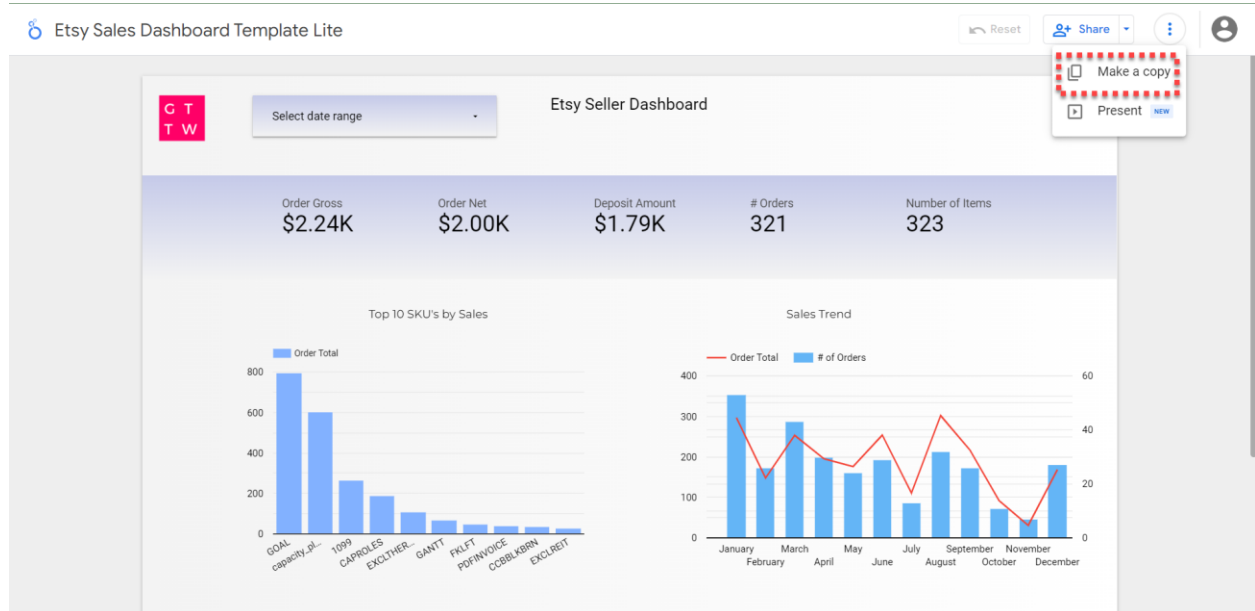 Etsy Sales Dashboard Template Lite
Reset
Share
Make a copy
Present NEW
G T
T W
Select date range
Etsy Seller Dashboard
Order Gross
$2.24K
Order Net
$2.00K
Deposit Amount
$1.79K
# Orders
321
Number of Items
323
Top 10 SKU's by Sales
Order Total
800
600
400
200
0
GOAL
capacity_pl...
1099
CAPROLES
EXCLTHER...
GANTT
FKLFT
PDFINVOICE
CCBBLKBRN
EXCLREIT
Sales Trend
Order Total
# of Orders
400
300
200
100
0
60
40
20
0
January
February
March
April
May
June
July
August
September
October
November
December